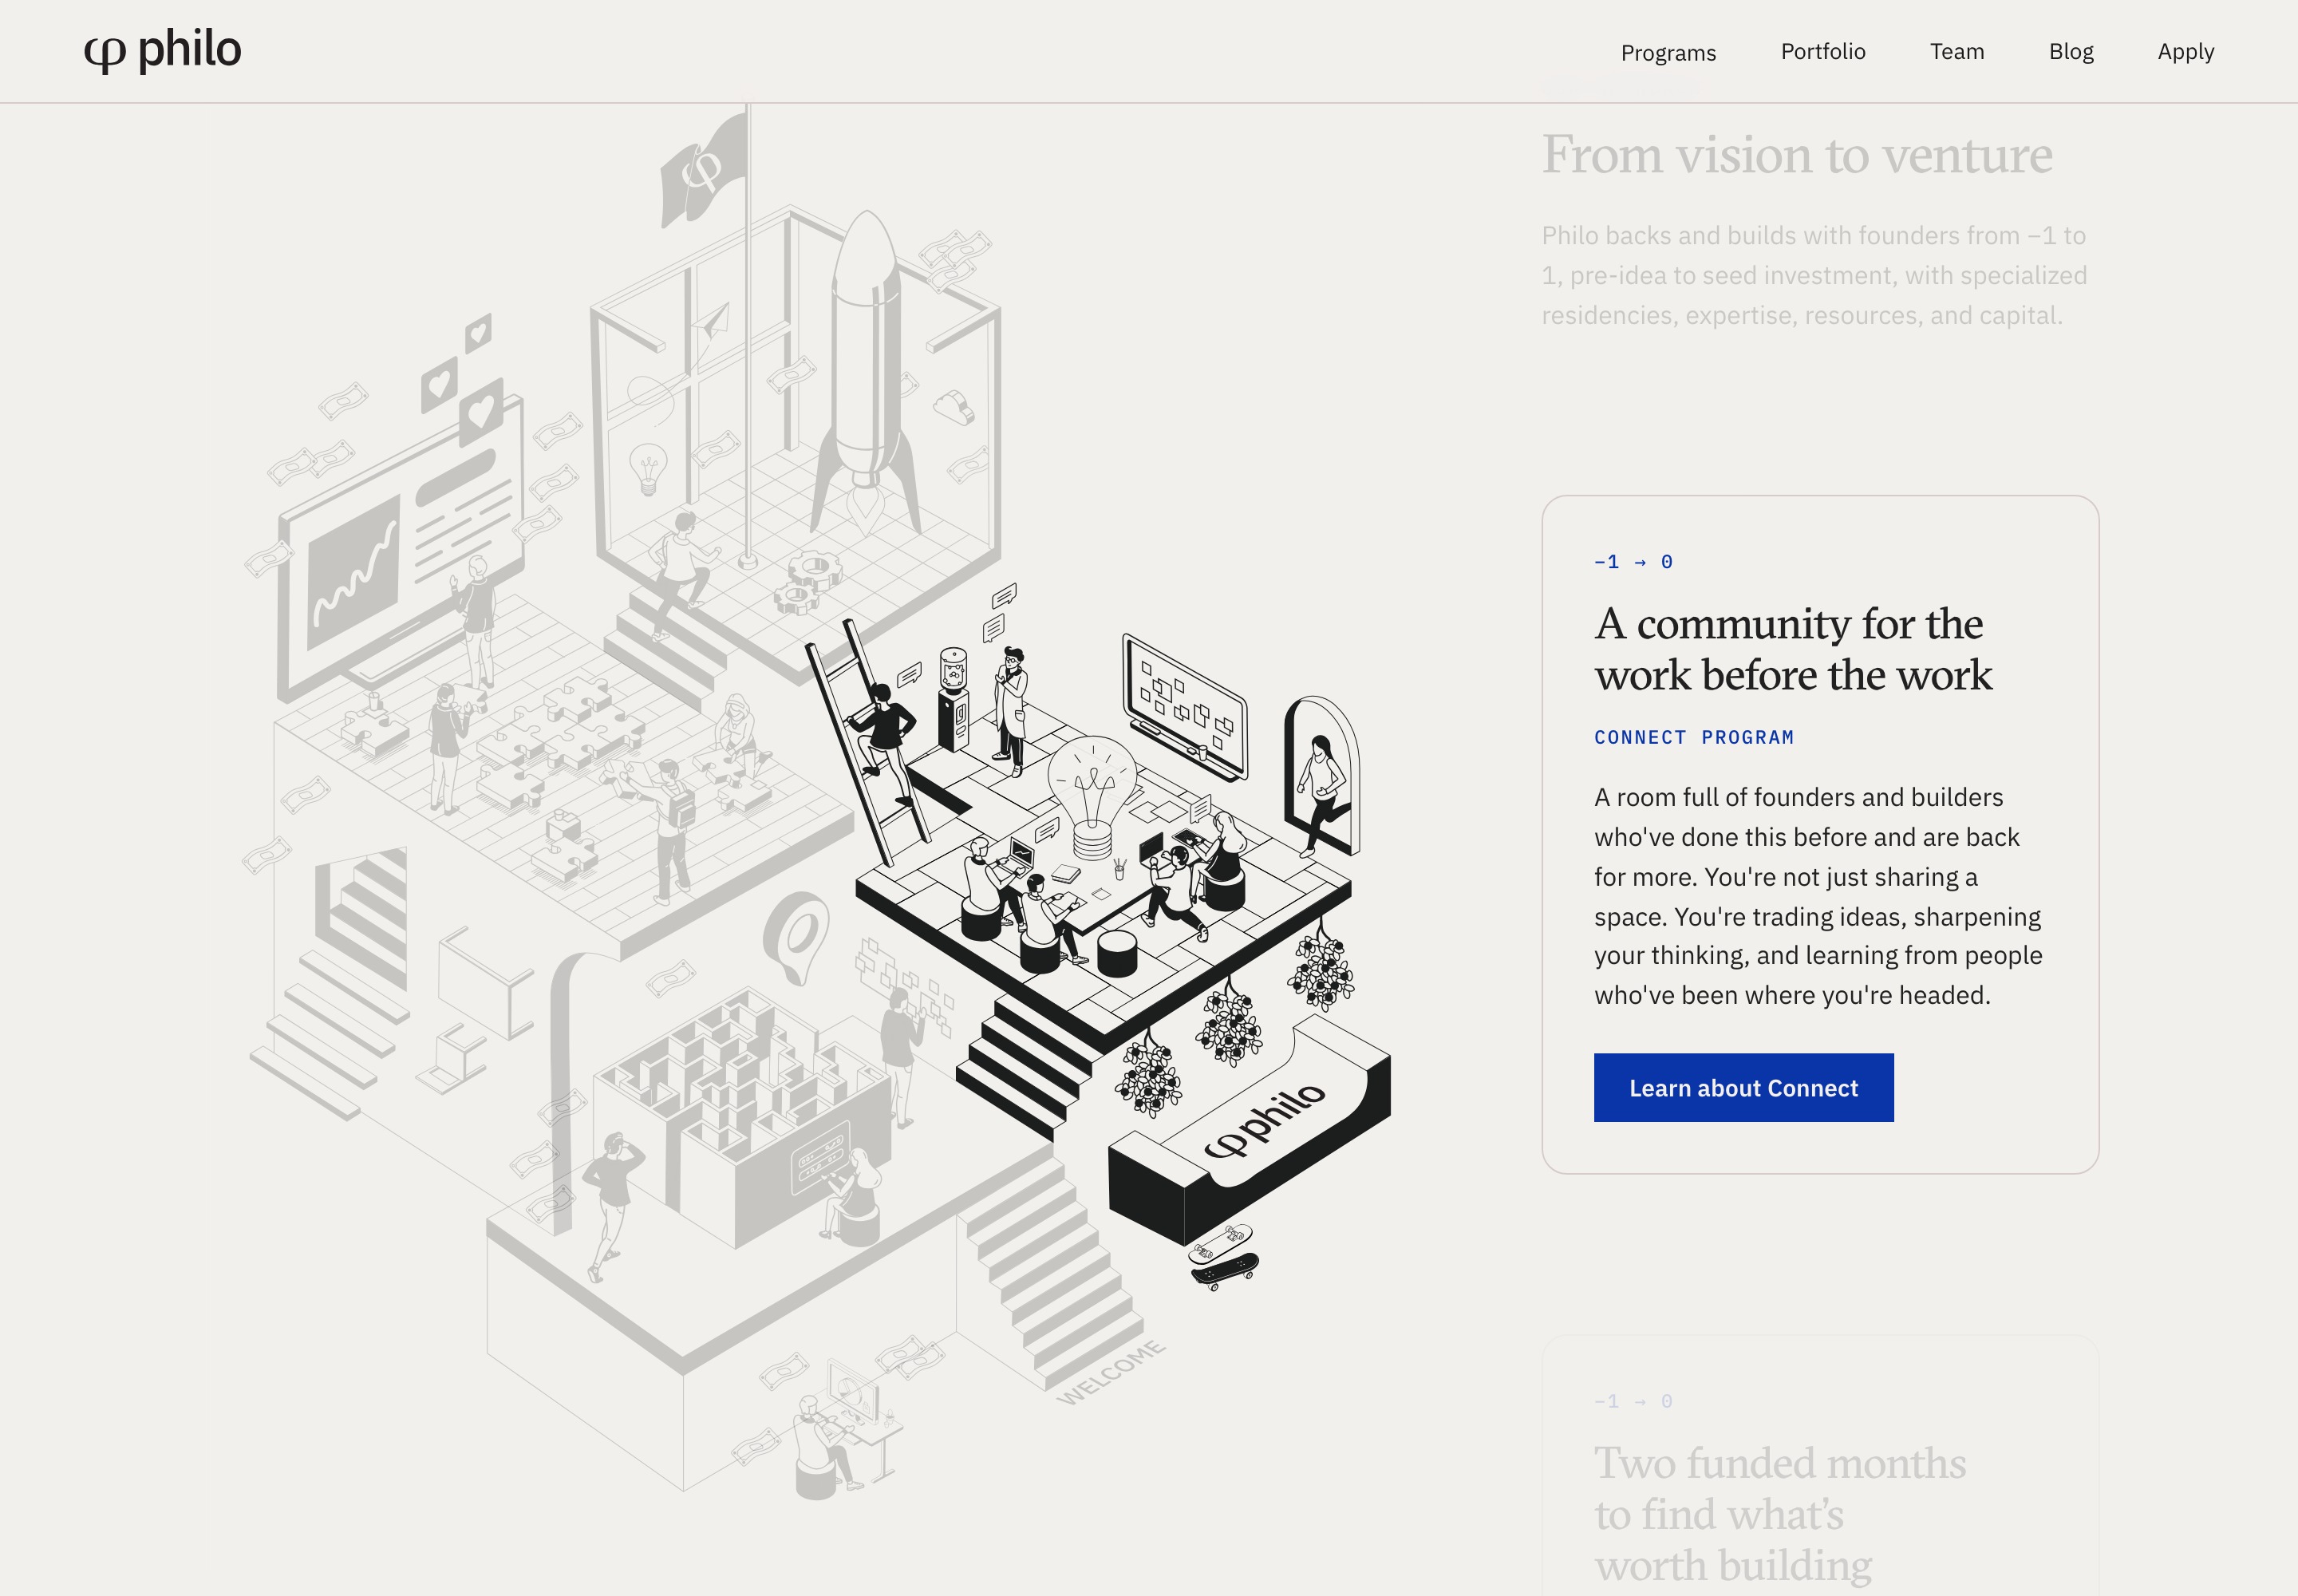 φ philo
Programs
Portfolio
Team
Blog
Apply
From vision to venture
Philo backs and builds with founders from −1 to
1, pre-idea to seed investment, with specialized
residencies, expertise, resources, and capital.
−1 → 0
A community for the
work before the work
CONNECT PROGRAM
A room full of founders and builders
who've done this before and are back
for more. You're not just sharing a
space. You're trading ideas, sharpening
your thinking, and learning from people
who've been where you're headed.
Learn about Connect
−1 → 0
Two funded months
to find what’s
worth building
φ
φ philo
WELCOME